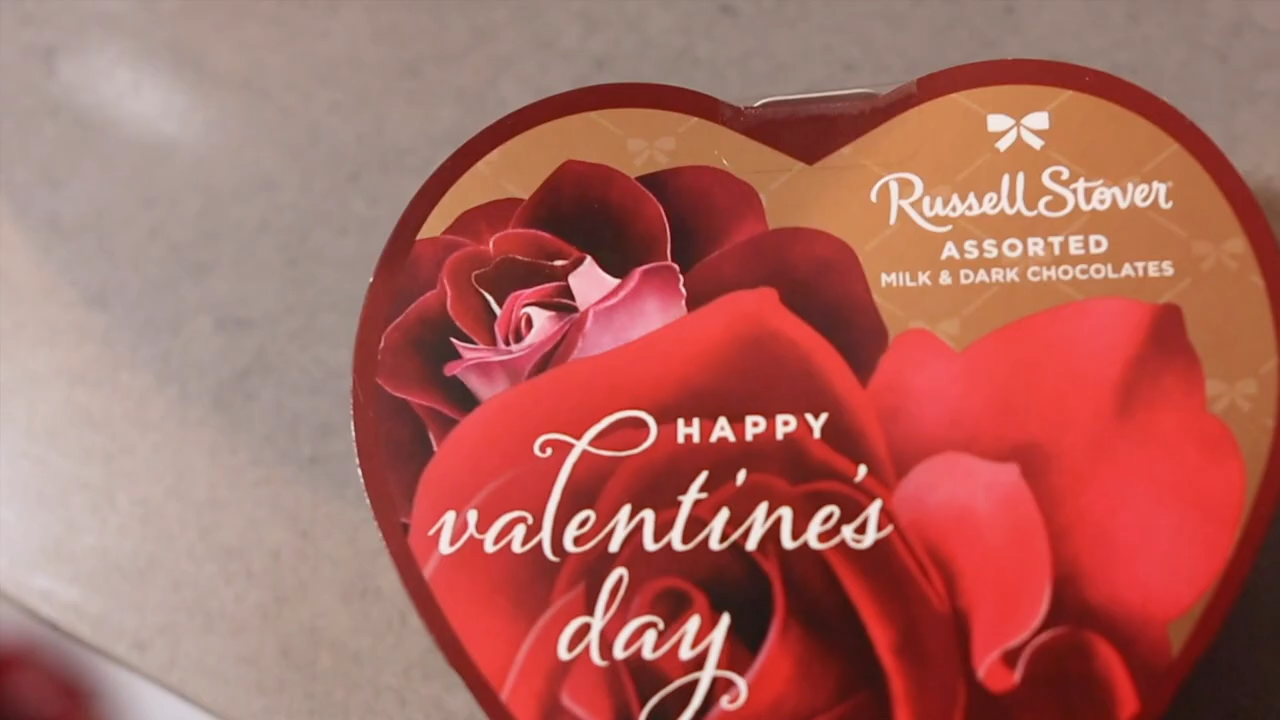 Russell Stover
ASSORTED
MILK & DARK CHOCOLATES
HAPPY
valentine's
day